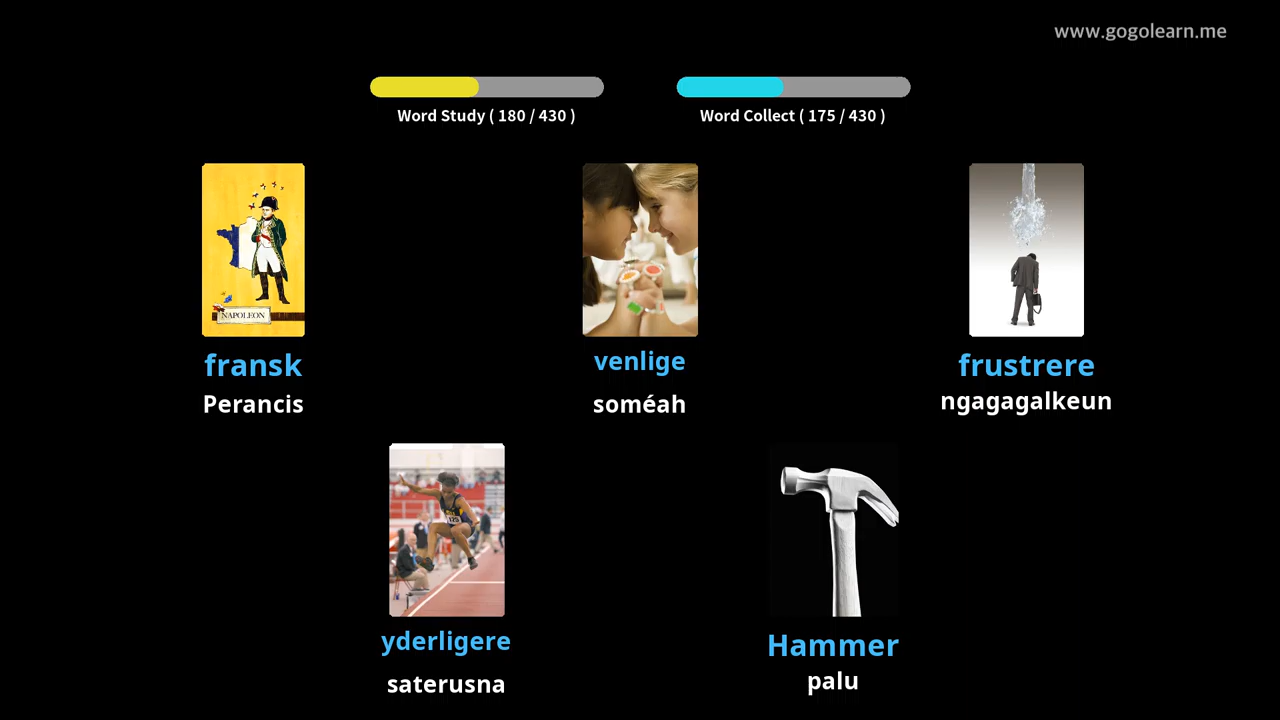 www.gogolearn.me
Word Study ( 180 / 430 )
Word Collect ( 175 / 430 )
NAPOLEON
fransk
Perancis
venlige
soméah
frustrere
ngagagalkeun
yderligere
saterusna
Hammer
palu